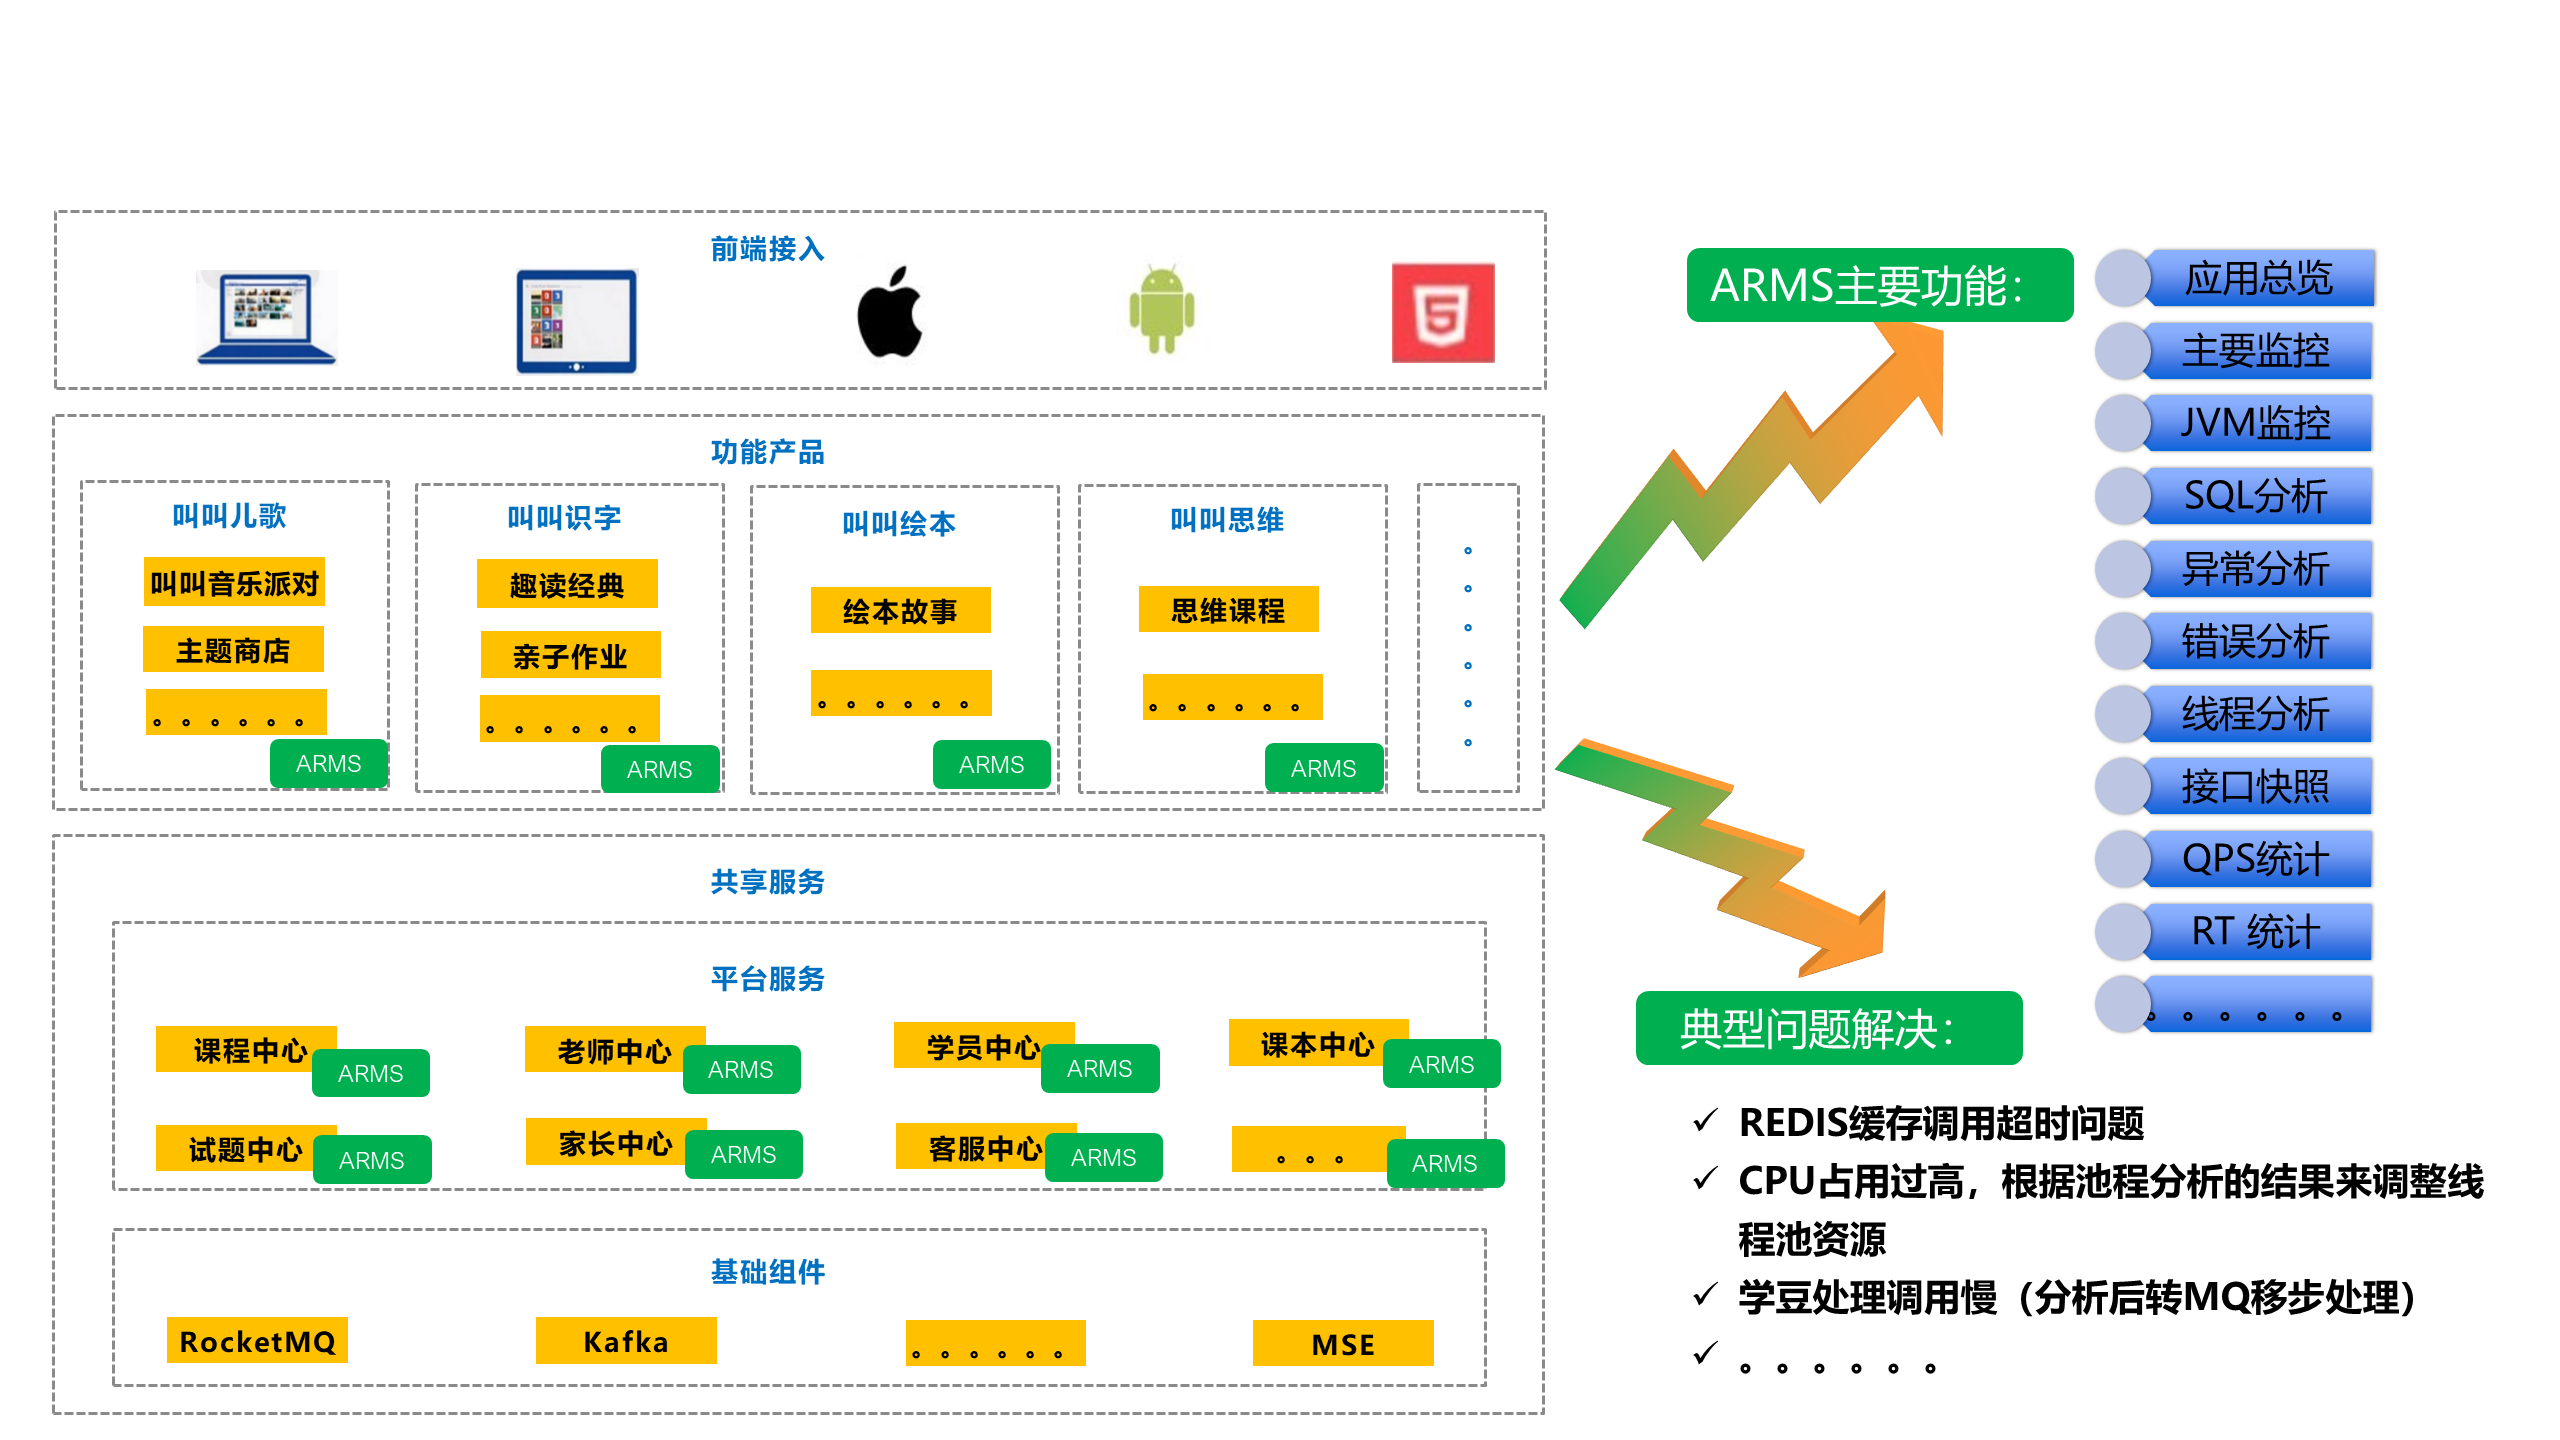 前端接入
功能产品
叫叫儿歌
叫叫音乐派对
主题商店
。。。。。。
ARMS
叫叫识字
趣读经典
亲子作业
。。。。。。
ARMS
叫叫绘本
绘本故事
。。。。。。
ARMS
叫叫思维
思维课程
。。。。。。
ARMS
。
。
。
。
。
。
共享服务
平台服务
课程中心
ARMS
老师中心
ARMS
学员中心
ARMS
课本中心
ARMS
试题中心
ARMS
家长中心
ARMS
客服中心
ARMS
。。。
ARMS
基础组件
RocketMQ
Kafka
。。。。。。
MSE
ARMS主要功能：
应用总览
主要监控
JVM监控
SQL分析
异常分析
错误分析
线程分析
接口快照
QPS统计
RT 统计
。。。。。。
典型问题解决：
✓ REDIS缓存调用超时问题
✓ CPU占用过高，根据池程分析的结果来调整线
程池资源
✓ 学豆处理调用慢（分析后转MQ移步处理）
✓ 。。。。。。